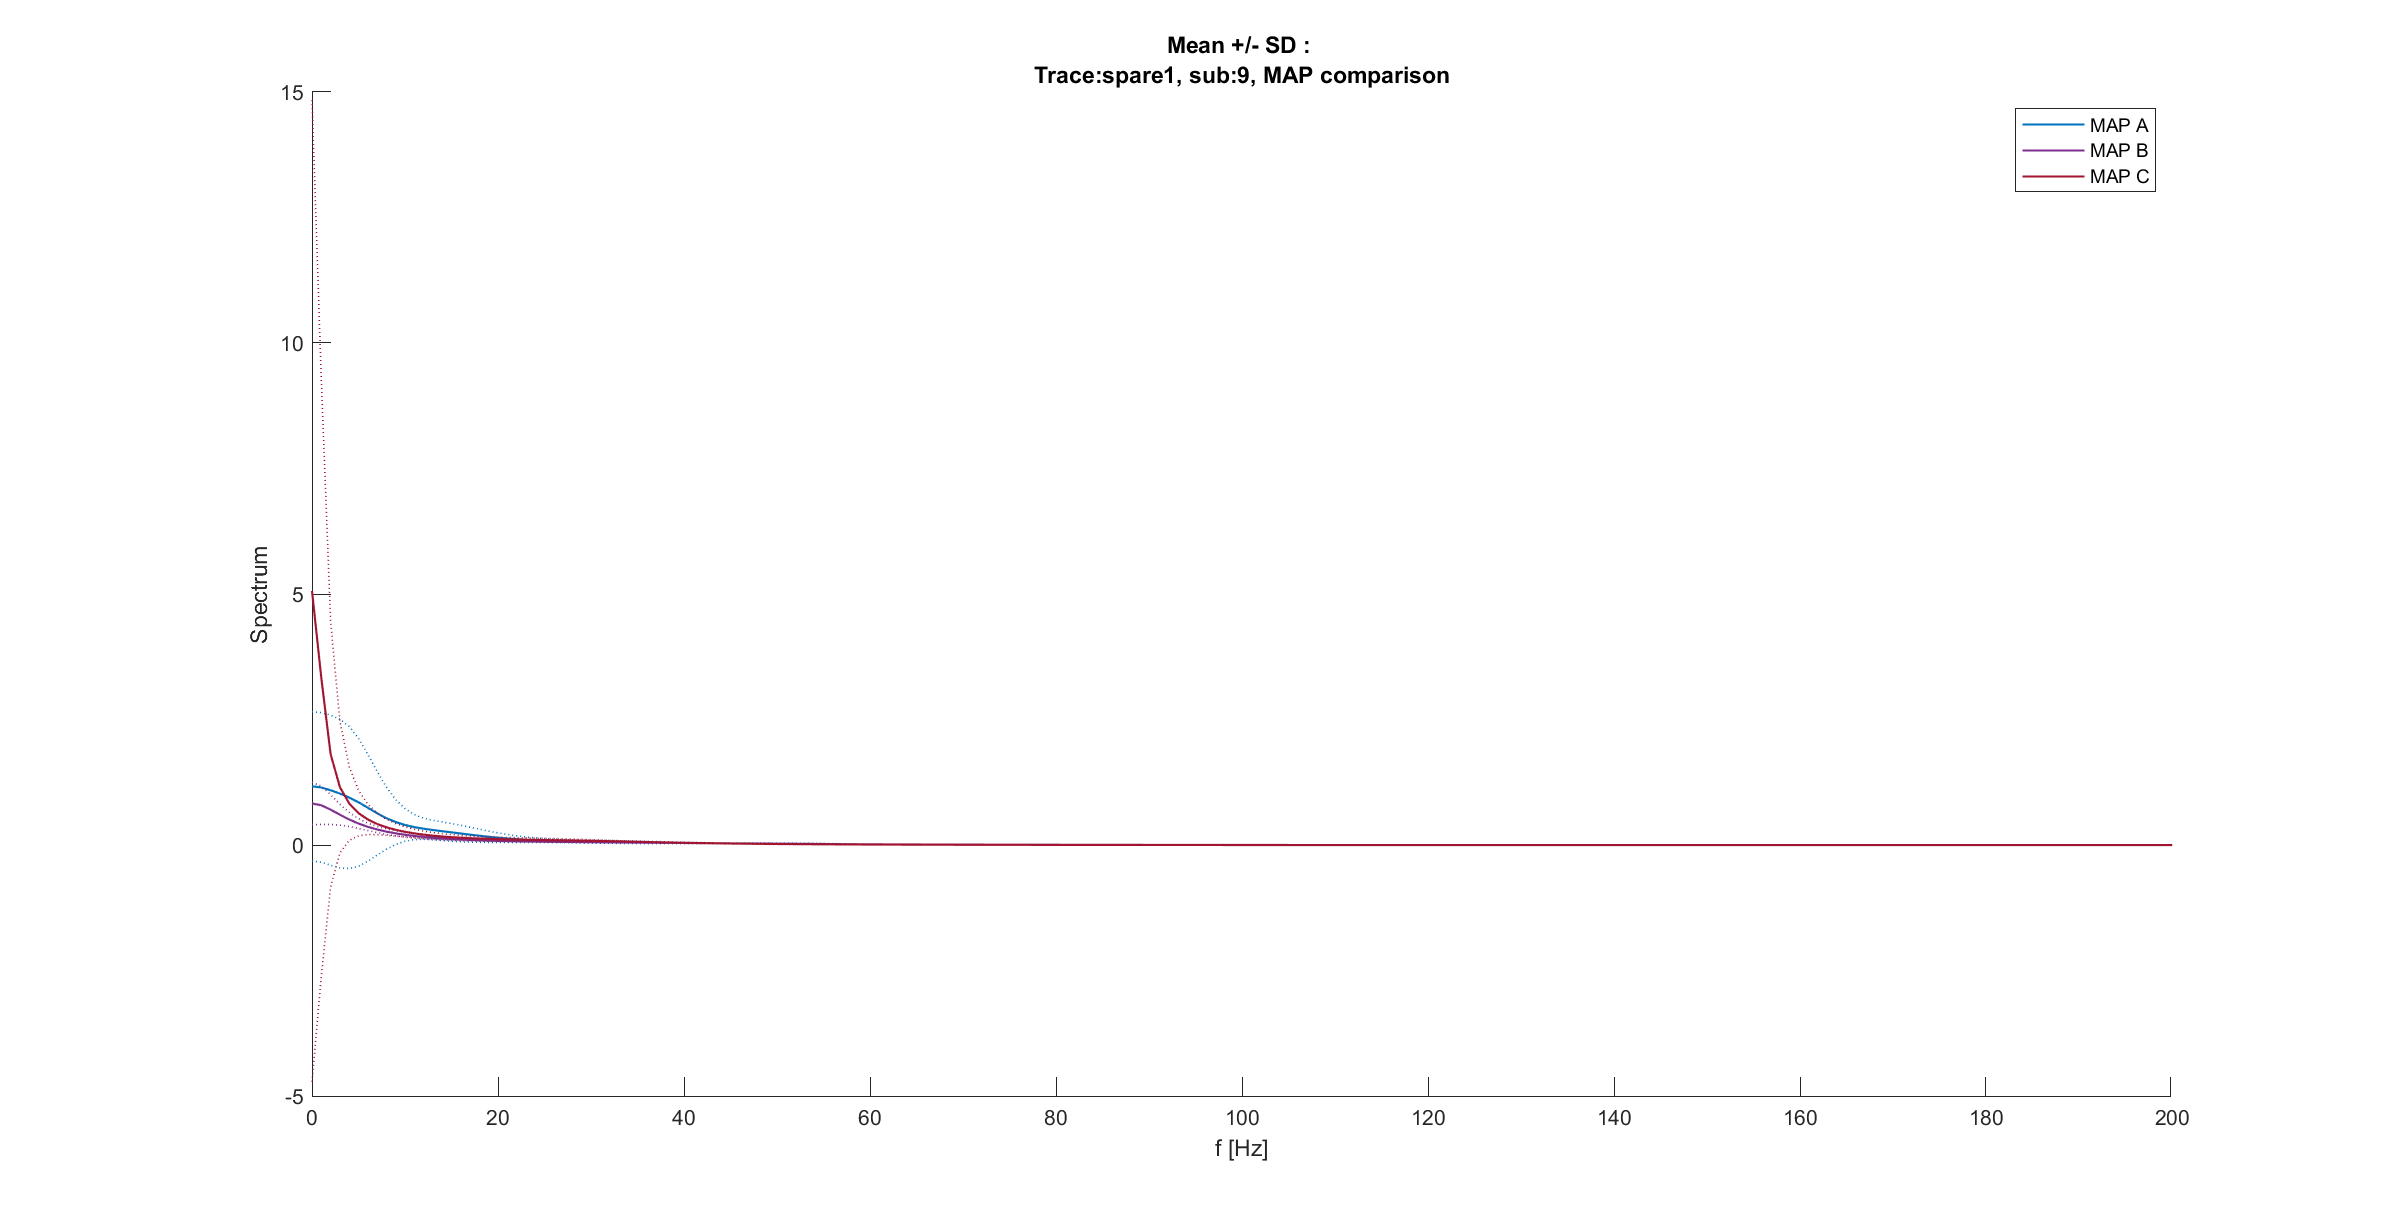 Mean +/- SD :
Trace:spare1, sub:9, MAP comparison
MAP A
MAP B
MAP C
15
10
5
0
-5
Spectrum
0 20 40 60 80 100 120 140 160 180 200
f [Hz]